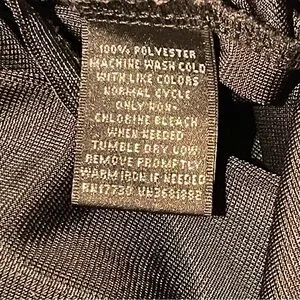 100% POLYESTER
MACHINE WASH COLD
WITH LIKE COLORS
NORMAL CYCLE
ONLY NON-
CHLORINE BLEACH
WHEN NEEDED
TUMBLE DRY LOW
REMOVE PROMPTLY
WARM IRON IF NEEDED
RN17730